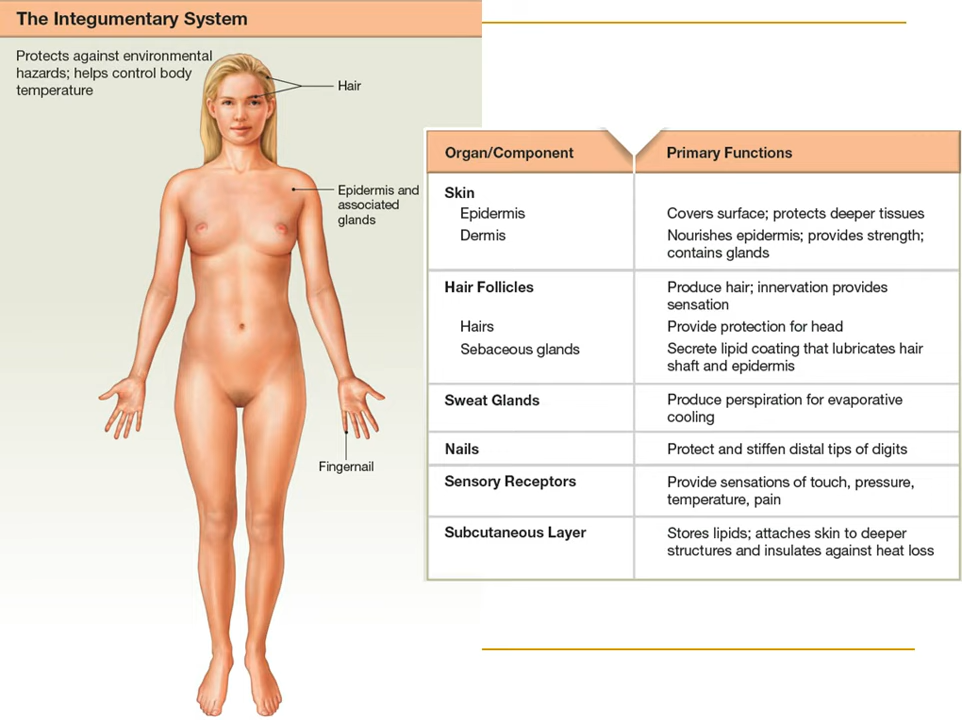 The Integumentary System
Protects against environmental
hazards; helps control body
temperature
Hair
Epidermis and
associated
glands
Fingernail
Organ/Component
Primary Functions
Skin
Epidermis
Covers surface; protects deeper tissues
Dermis
Nourishes epidermis; provides strength;
contains glands
Hair Follicles
Produce hair; innervation provides
sensation
Hairs
Provide protection for head
Sebaceous glands
Secrete lipid coating that lubricates hair
shaft and epidermis
Sweat Glands
Produce perspiration for evaporative
cooling
Nails
Protect and stiffen distal tips of digits
Sensory Receptors
Provide sensations of touch, pressure,
temperature, pain
Subcutaneous Layer
Stores lipids; attaches skin to deeper
structures and insulates against heat loss